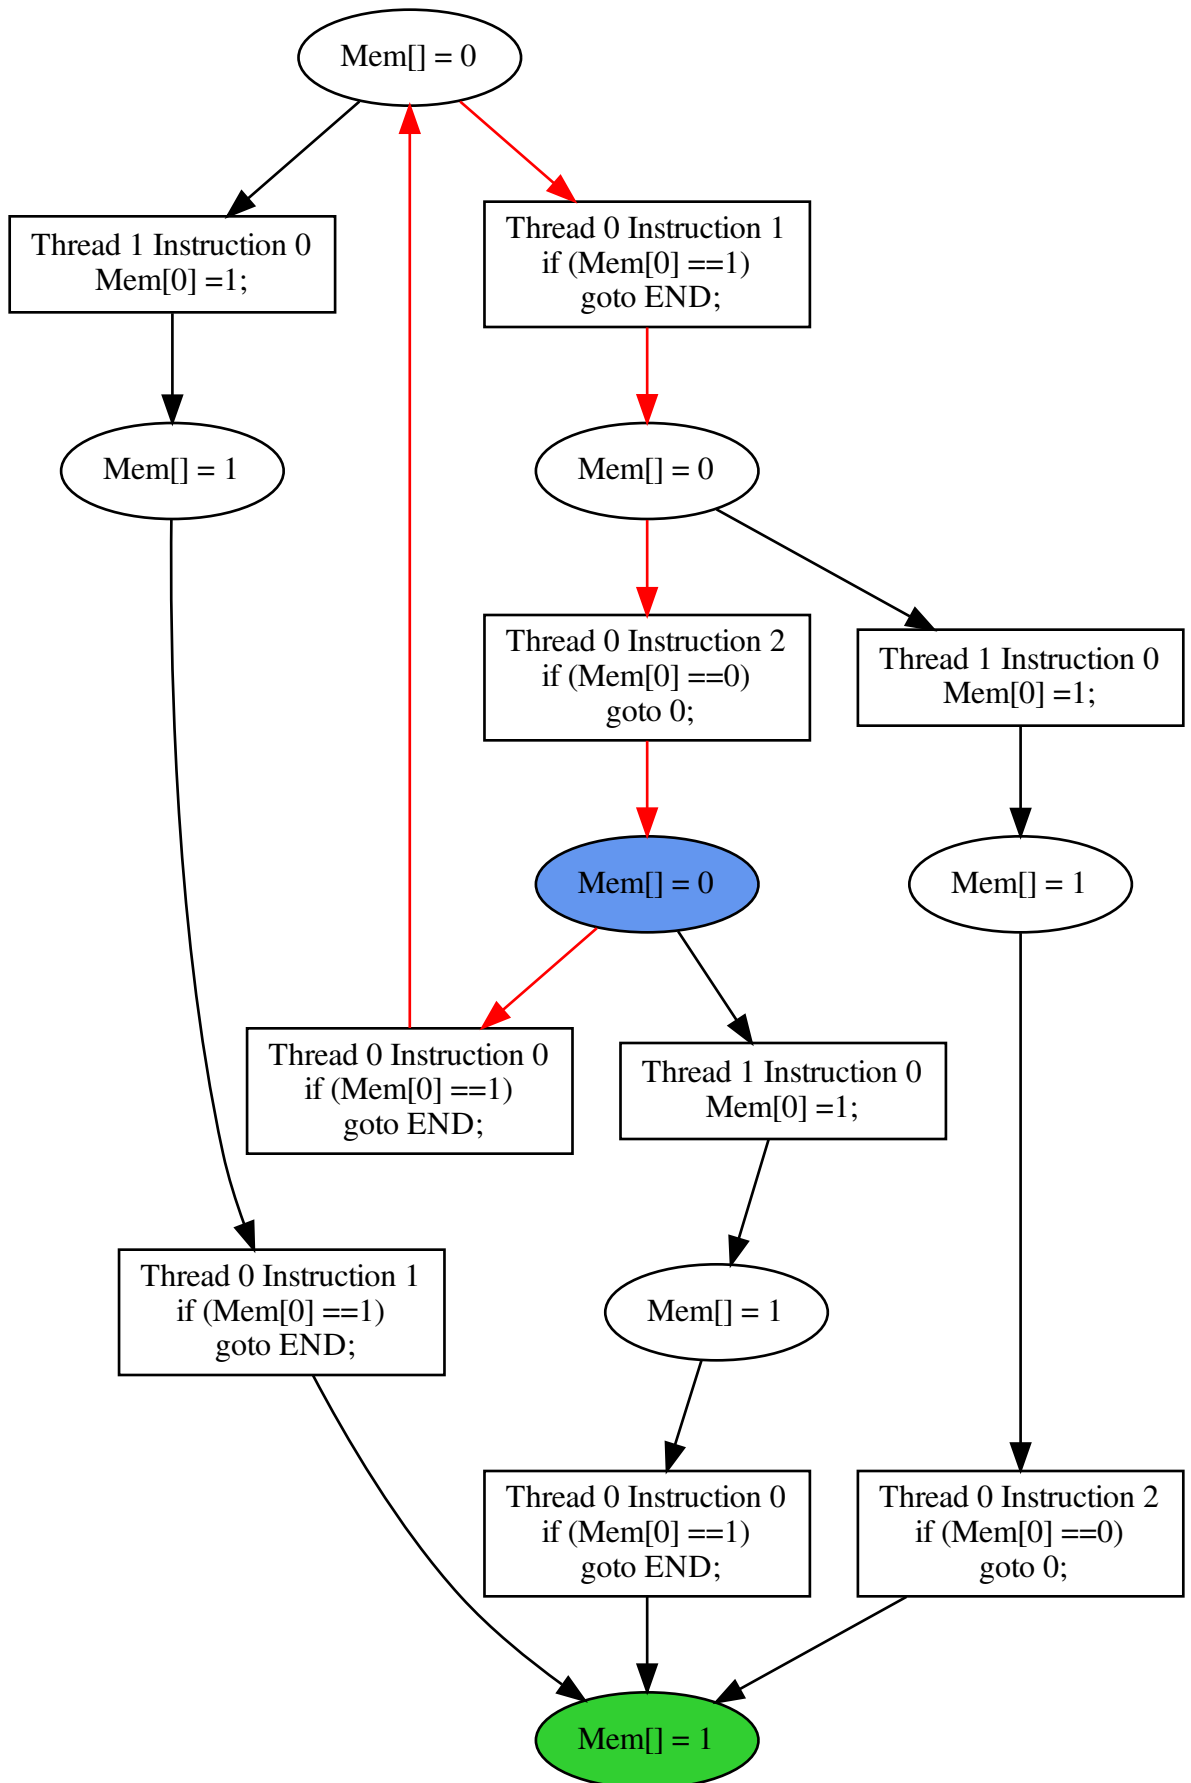 Mem[] = 0
Thread 1 Instruction 0
Mem[0] =1;
Thread 0 Instruction 1
if (Mem[0] ==1)
goto END;
Mem[] = 1
Mem[] = 0
Thread 0 Instruction 2
if (Mem[0] ==0)
goto 0;
Thread 1 Instruction 0
Mem[0] =1;
Mem[] = 0
Mem[] = 1
Thread 0 Instruction 0
if (Mem[0] ==1)
goto END;
Thread 1 Instruction 0
Mem[0] =1;
Thread 0 Instruction 1
if (Mem[0] ==1)
goto END;
Mem[] = 1
Thread 0 Instruction 0
if (Mem[0] ==1)
goto END;
Thread 0 Instruction 2
if (Mem[0] ==0)
goto 0;
Mem[] = 1